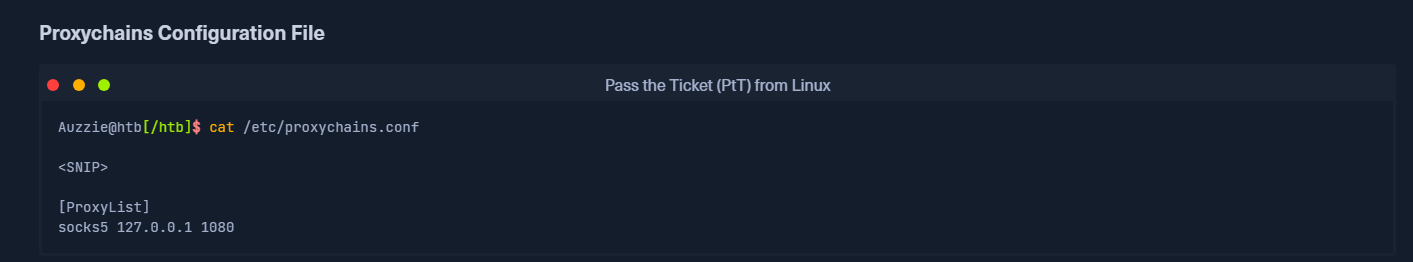 Proxychains Configuration File
Pass the Ticket (PtT) from Linux
Auzzie@htb[/htb]$ cat /etc/proxychains.conf
<SNIP>
[ProxyList]
socks5 127.0.0.1 1080